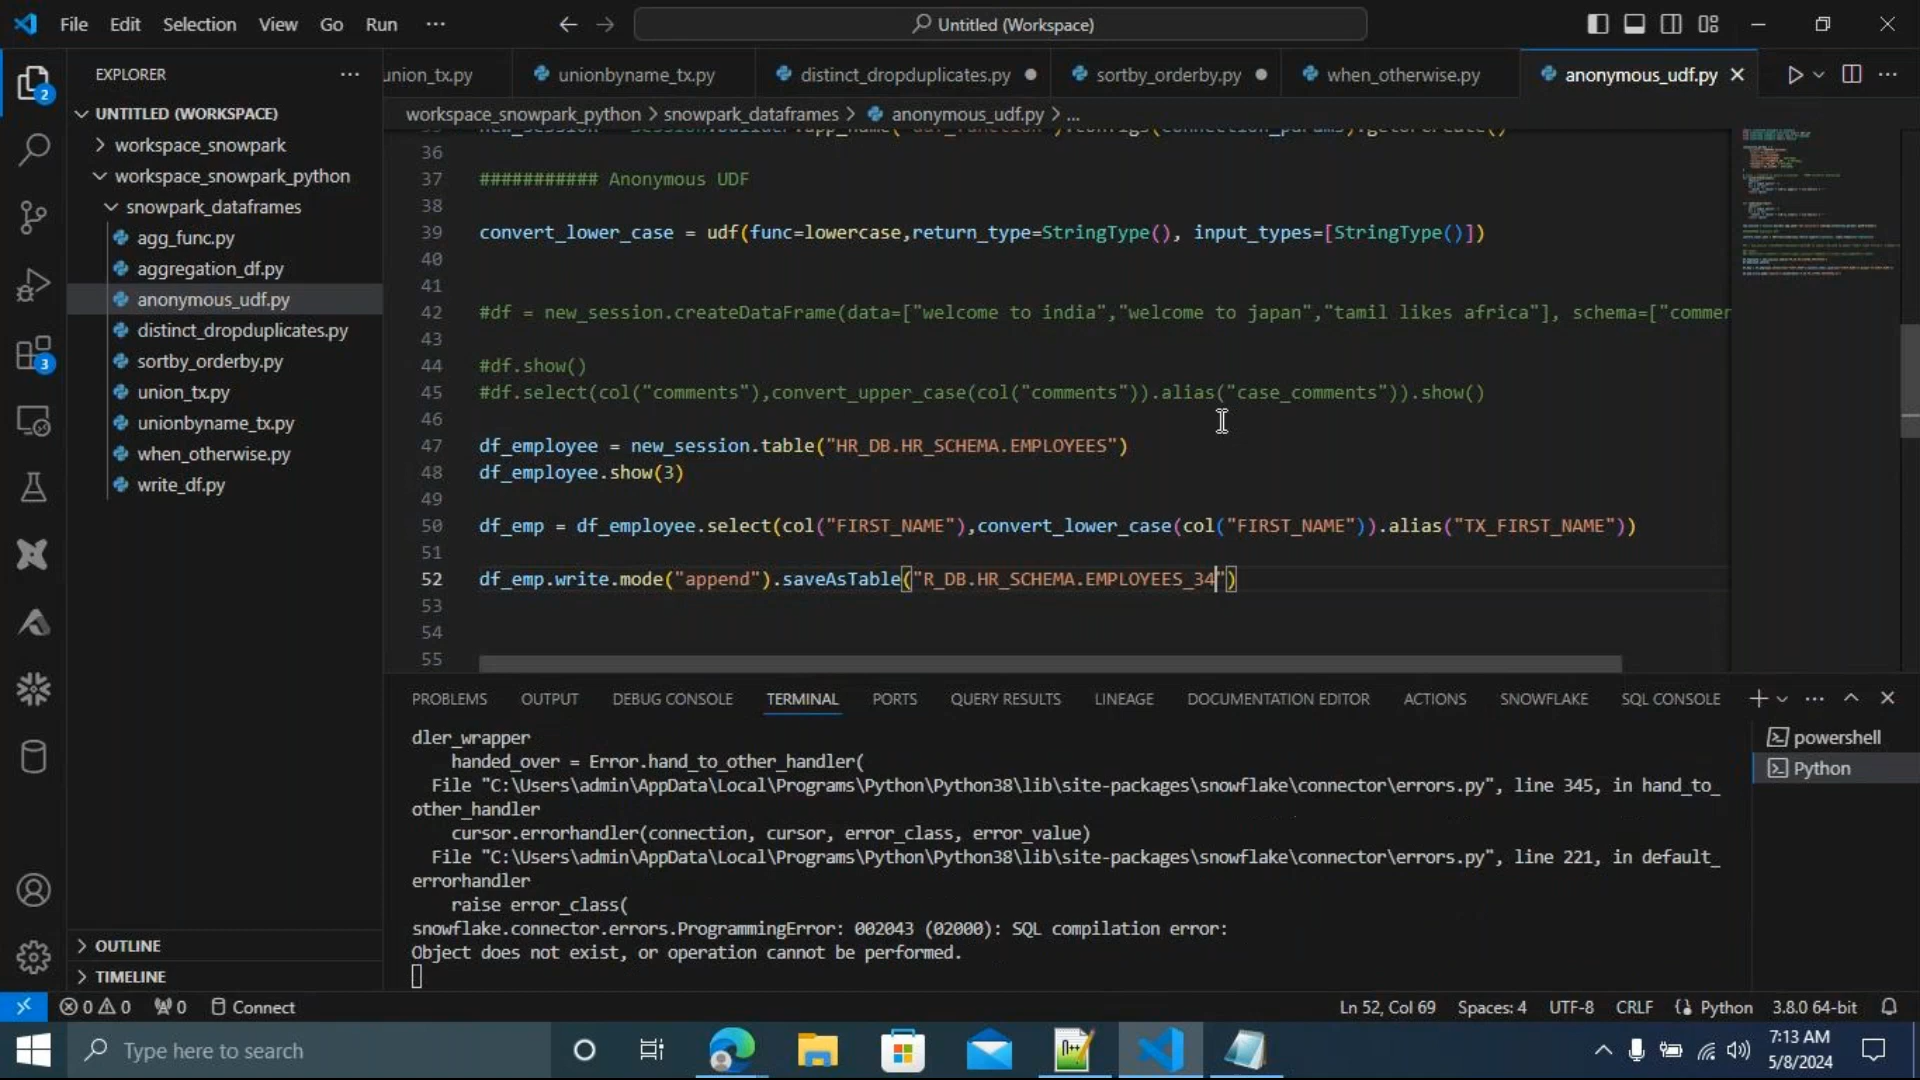 File Edit Selection View Go Run ··· Untitled (Workspace)
EXPLORER ···
union_tx.py unionbyname_tx.py distinct_dropduplicates.py sortby_orderby.py when_otherwise.py anonymous_udf.py
UNTITLED (WORKSPACE)
workspace_snowpark
workspace_snowpark_python
snowpark_dataframes
agg_func.py
aggregation_df.py
anonymous_udf.py
distinct_dropduplicates.py
sortby_orderby.py
union_tx.py
unionbyname_tx.py
when_otherwise.py
write_df.py
OUTLINE
TIMELINE
2
3
workspace_snowpark_python > snowpark_dataframes > anonymous_udf.py > ...
36
37 ########### Anonymous UDF
38
39 convert_lower_case = udf(func=lowercase,return_type=StringType(), input_types=[StringType()])
40
41
42 #df = new_session.createDataFrame(data=["welcome to india","welcome to japan","tamil likes africa"], schema=["commer
43
44 #df.show()
45 #df.select(col("comments"),convert_upper_case(col("comments")).alias("case_comments")).show()
46
47 df_employee = new_session.table("HR_DB.HR_SCHEMA.EMPLOYEES")
48 df_employee.show(3)
49
50 df_emp = df_employee.select(col("FIRST_NAME"),convert_lower_case(col("FIRST_NAME")).alias("TX_FIRST_NAME"))
51
52 df_emp.write.mode("append").saveAsTable("R_DB.HR_SCHEMA.EMPLOYEES_34")
53
54
55
PROBLEMS OUTPUT DEBUG CONSOLE TERMINAL PORTS QUERY RESULTS LINEAGE DOCUMENTATION EDITOR ACTIONS SNOWFLAKE SQL CONSOLE
dler_wrapper
handed_over = Error.hand_to_other_handler(
File "C:\Users\admin\AppData\Local\Programs\Python\Python38\lib\site-packages\snowflake\connector\errors.py", line 345, in hand_to_
other_handler
cursor.errorhandler(connection, cursor, error_class, error_value)
File "C:\Users\admin\AppData\Local\Programs\Python\Python38\lib\site-packages\snowflake\connector\errors.py", line 221, in default_
errorhandler
raise error_class(
snowflake.connector.errors.ProgrammingError: 002043 (02000): SQL compilation error:
Object does not exist, or operation cannot be performed.
powershell
Python
0 0 0 Connect Ln 52, Col 69 Spaces: 4 UTF-8 CRLF Python 3.8.0 64-bit
Type here to search
7:13 AM
5/8/2024